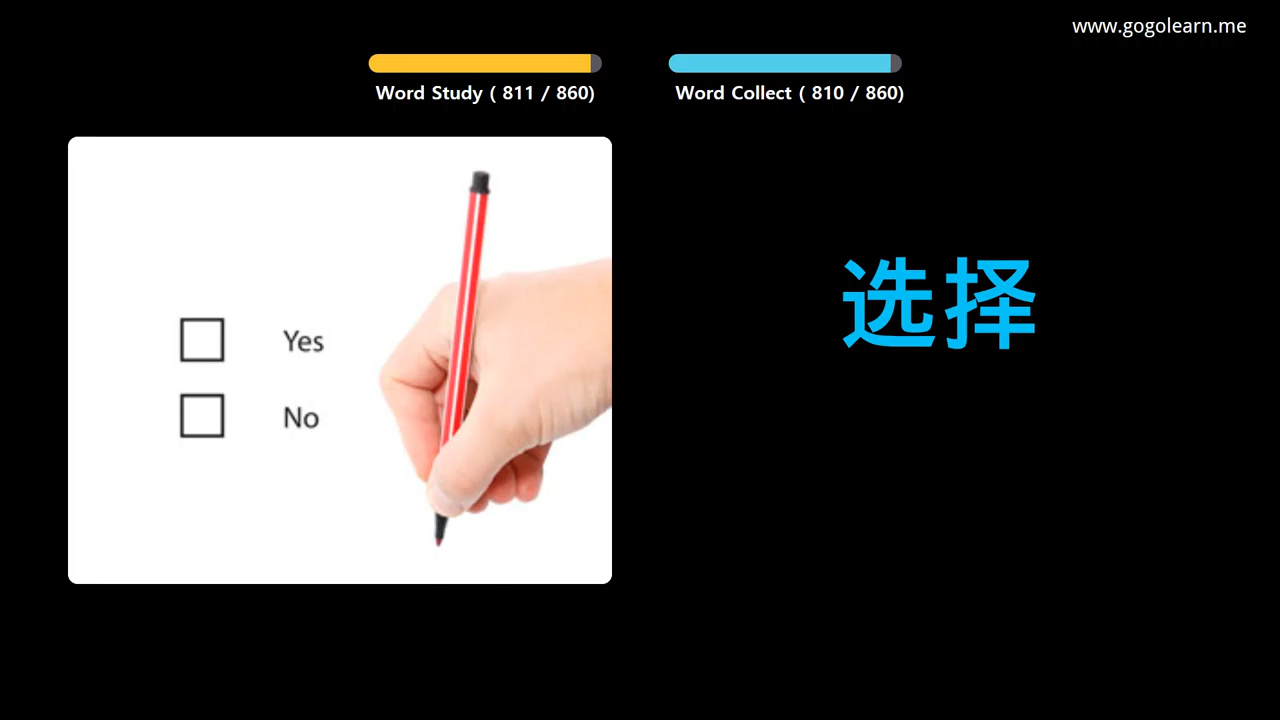 www.gogolearn.me
Word Study ( 811 / 860)
Word Collect ( 810 / 860)
Yes
No
选择